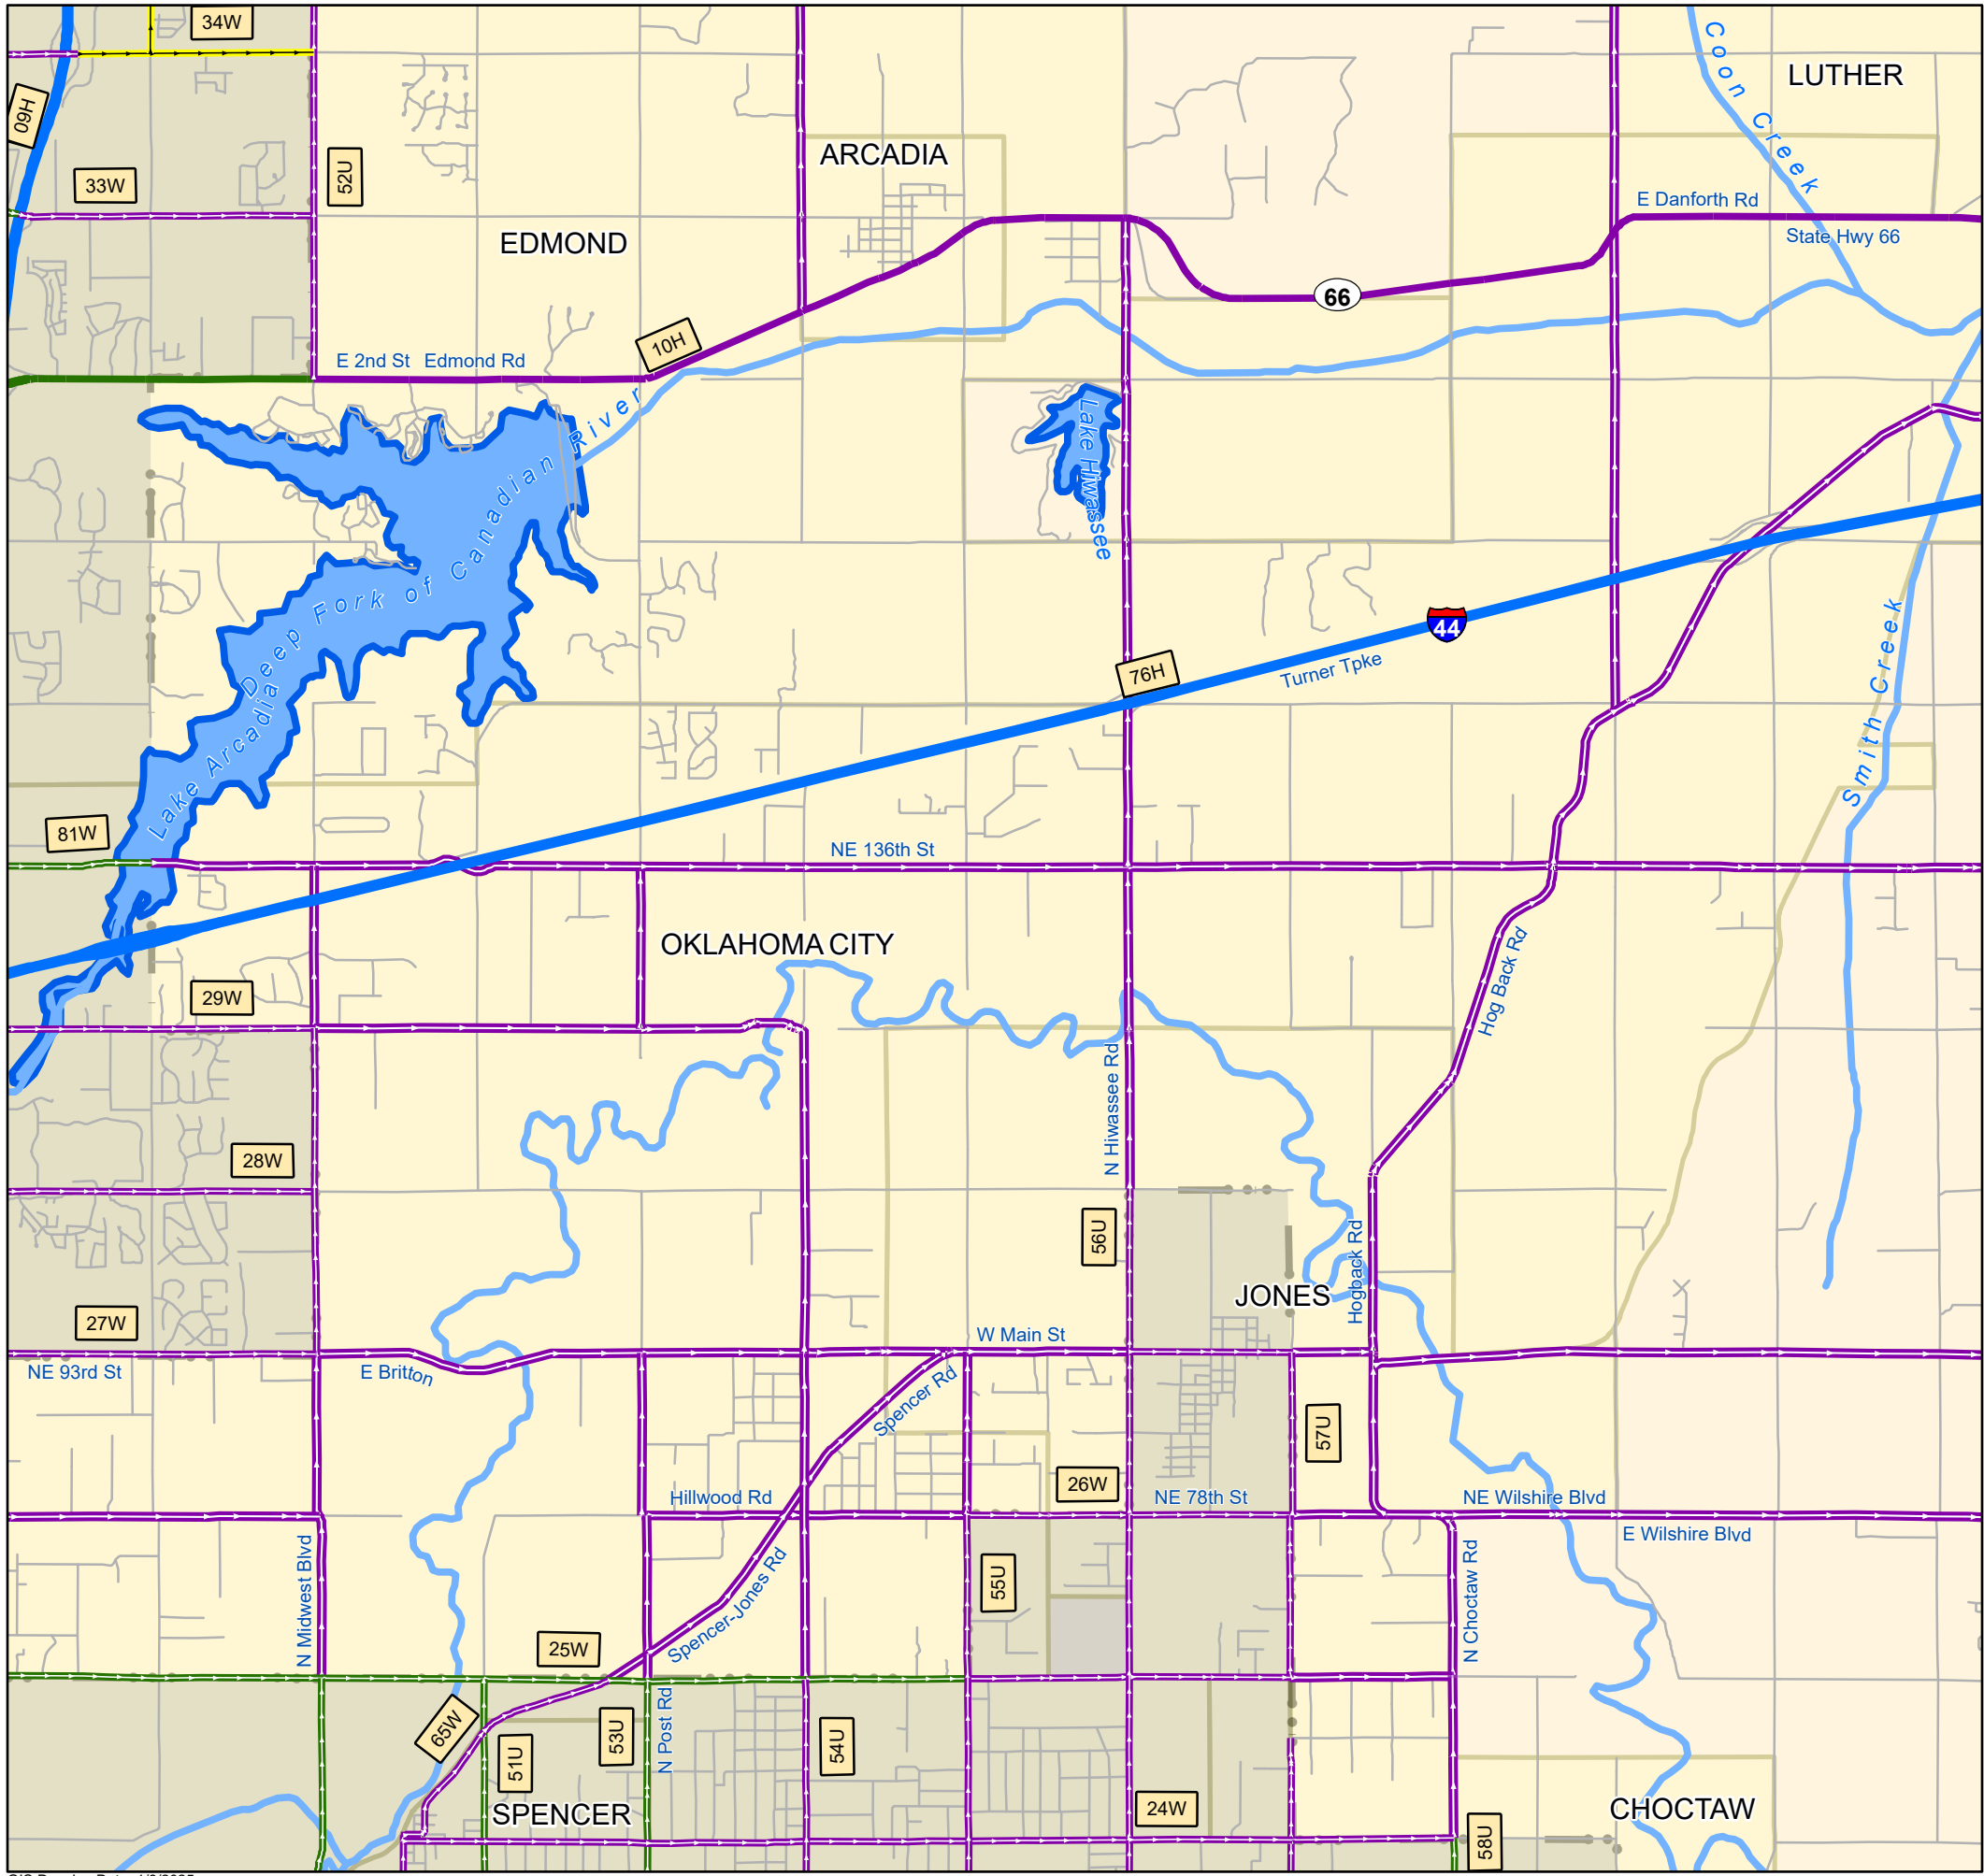 34W
Coon Creek
LUTHER
09H
ARCADIA
33W
52U
E Danforth Rd
EDMOND
State Hwy 66
66
10H
E 2nd St Edmond Rd
Lake Hiwassee
Deep Fork of Canadian River
44
Turner Tpke
76H
Smith Creek
Lake Arcadia
81W
NE 136th St
OKLAHOMA CITY
Hog Back Rd
29W
N Hiwassee Rd
28W
56U
Hogback Rd
JONES
27W
W Main St
NE 93rd St
E Britton
Spencer Rd
57U
26W
Hillwood Rd
NE 78th St
NE Wilshire Blvd
E Wilshire Blvd
N Midwest Blvd
55U
N Choctaw Rd
Spencer-Jones Rd
25W
65W
53U
N Post Rd
54U
51U
SPENCER
24W
CHOCTAW
58U